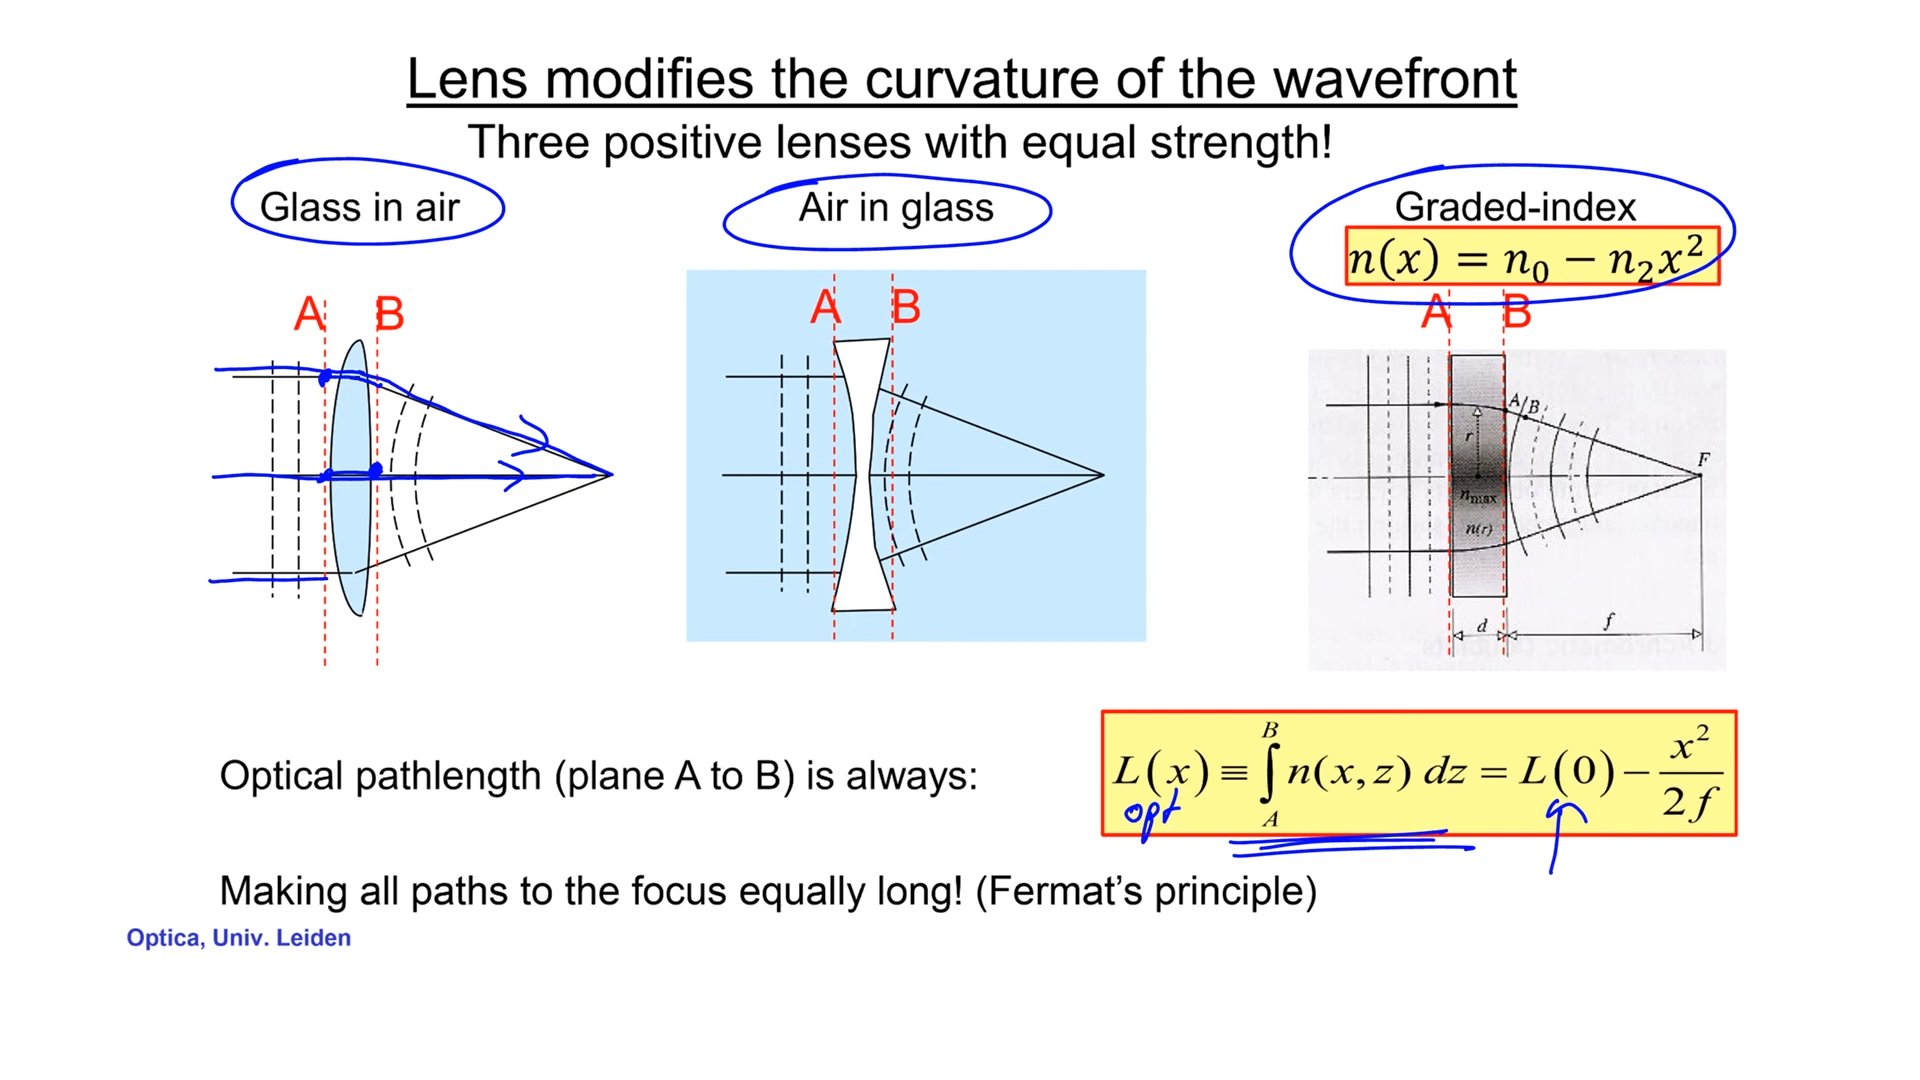 Lens modifies the curvature of the wavefront
Three positive lenses with equal strength!
Glass in air
Air in glass
Graded-index
n(x) = n₀ − n₂x²
A B
A B
A B
A/B'
r
F
n_max
n(r)
d
f
Optical pathlength (plane A to B) is always:
L(x) ≡ ∫_A^B n(x, z) dz = L(0) − x²/2f
opt
Making all paths to the focus equally long! (Fermat's principle)
Optica, Univ. Leiden